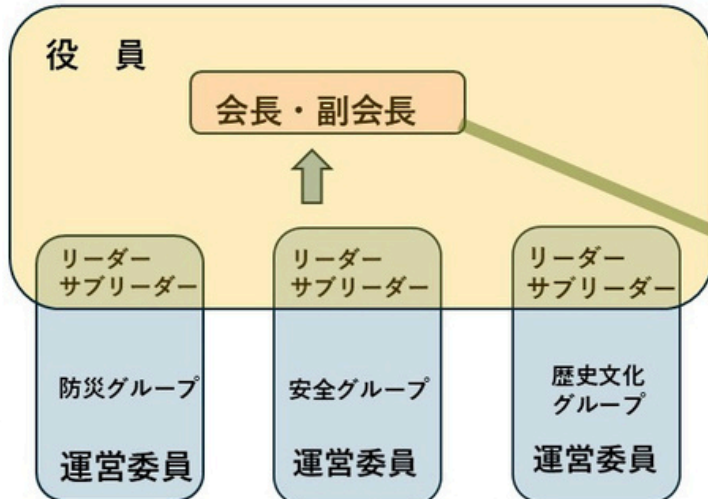 役 員
会長・副会長
リーダー
サブリーダー
リーダー
サブリーダー
リーダー
サブリーダー
防災グループ
安全グループ
歴史文化
グループ
運営委員
運営委員
運営委員